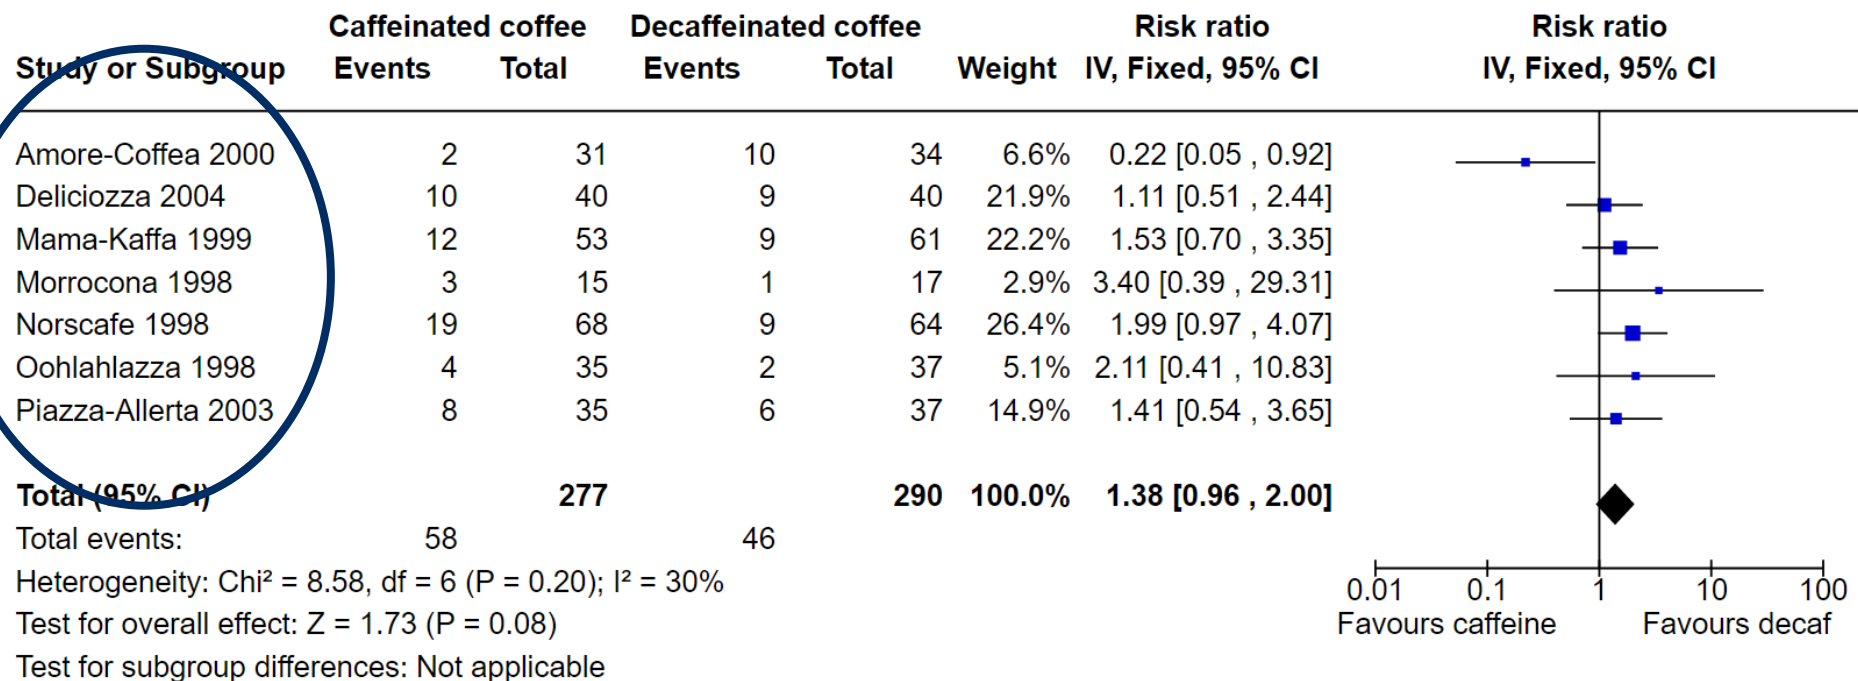 Caffeinated coffee Decaffeinated coffee Risk ratio Risk ratio
Study or Subgroup Events Total Events Total Weight IV, Fixed, 95% CI IV, Fixed, 95% CI
Amore-Coffea 2000 2 31 10 34 6.6% 0.22 [0.05 , 0.92]
Deliciozza 2004 10 40 9 40 21.9% 1.11 [0.51 , 2.44]
Mama-Kaffa 1999 12 53 9 61 22.2% 1.53 [0.70 , 3.35]
Morrocona 1998 3 15 1 17 2.9% 3.40 [0.39 , 29.31]
Norscafe 1998 19 68 9 64 26.4% 1.99 [0.97 , 4.07]
Oohlahlazza 1998 4 35 2 37 5.1% 2.11 [0.41 , 10.83]
Piazza-Allerta 2003 8 35 6 37 14.9% 1.41 [0.54 , 3.65]
Total (95% CI) 277 290 100.0% 1.38 [0.96 , 2.00]
Total events: 58 46
Heterogeneity: Chi² = 8.58, df = 6 (P = 0.20); I² = 30%
Test for overall effect: Z = 1.73 (P = 0.08)
Test for subgroup differences: Not applicable
0.01 0.1 1 10 100
Favours caffeine Favours decaf